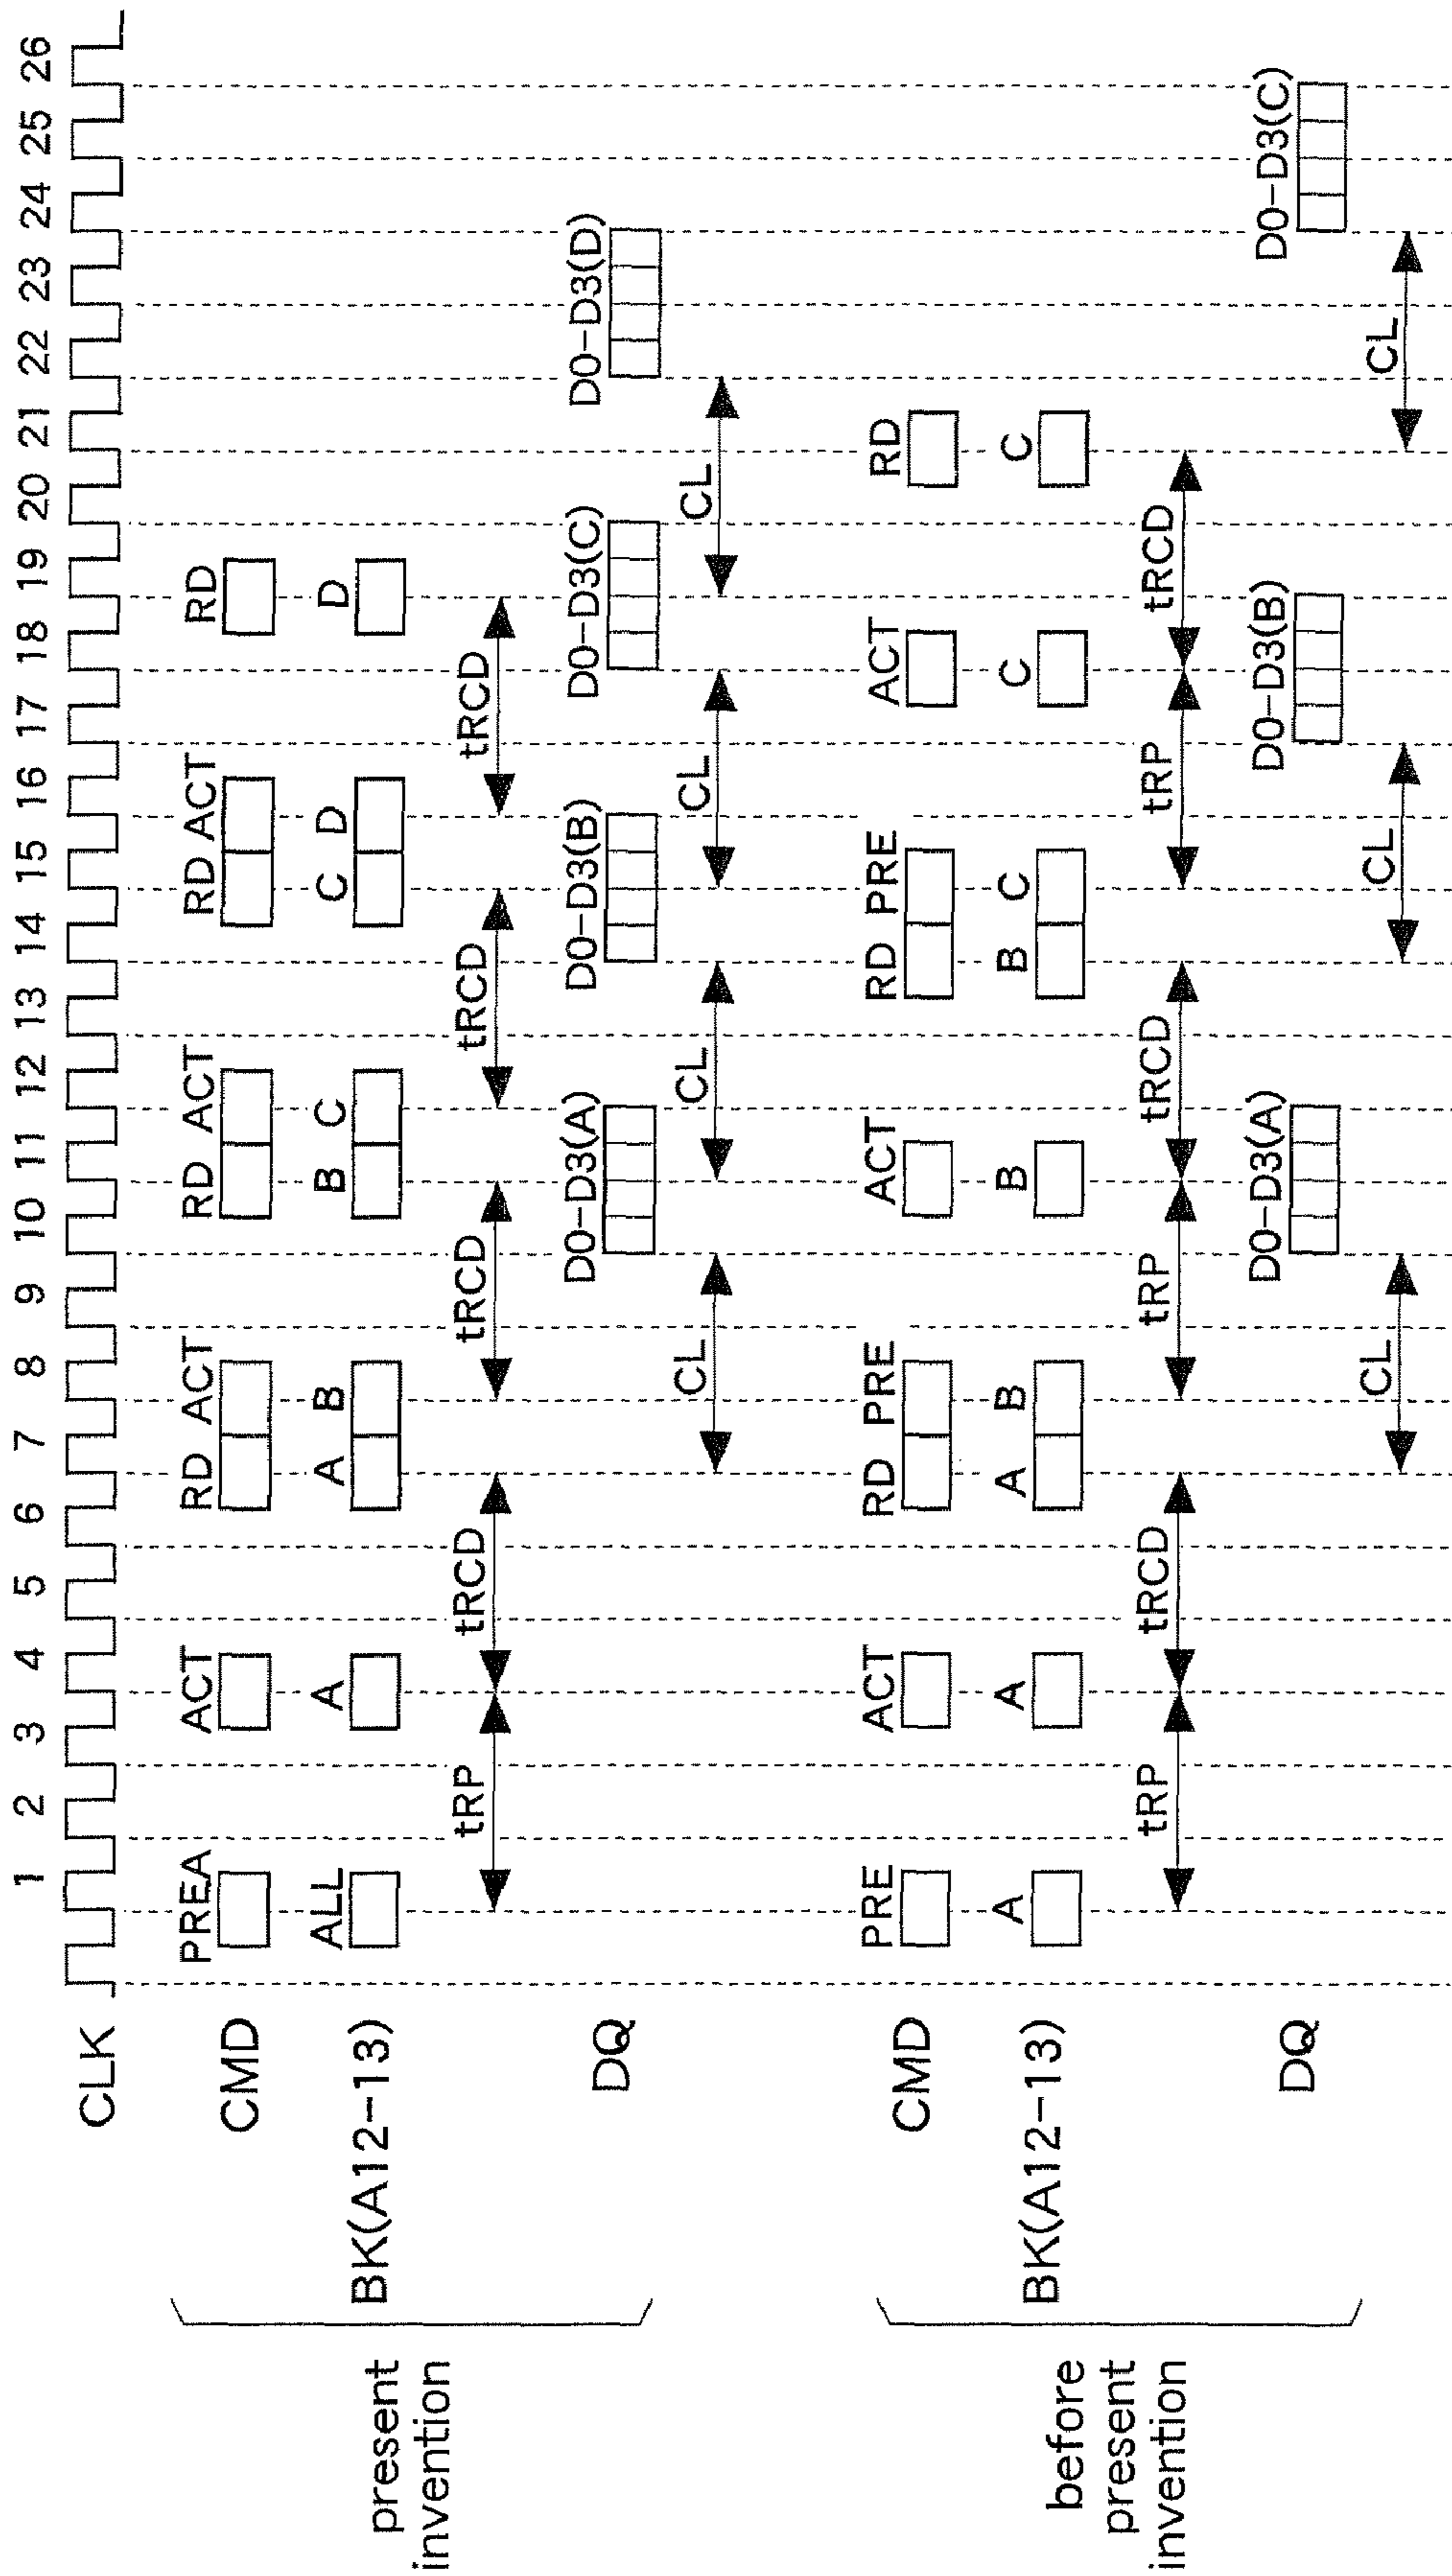 CLK 1 2 3 4 5 6 7 8 9 10 11 12 13 14 15 16 17 18 19 20 21 22 23 24 25 26
present
invention
CMD PREA ACT RD ACT RD ACT RD ACT RD
BK(A12-13) ALL A A B B C C D D
tRP tRCD tRCD tRCD tRCD
DQ D0-D3(A) D0-D3(B) D0-D3(C) D0-D3(D)
CL CL CL CL
before
present
invention
CMD PRE ACT RD PRE ACT RD PRE ACT RD
BK(A12-13) A A A B B B C C C
tRP tRCD tRP tRCD tRP tRCD
DQ D0-D3(A) D0-D3(B) D0-D3(C)
CL CL CL